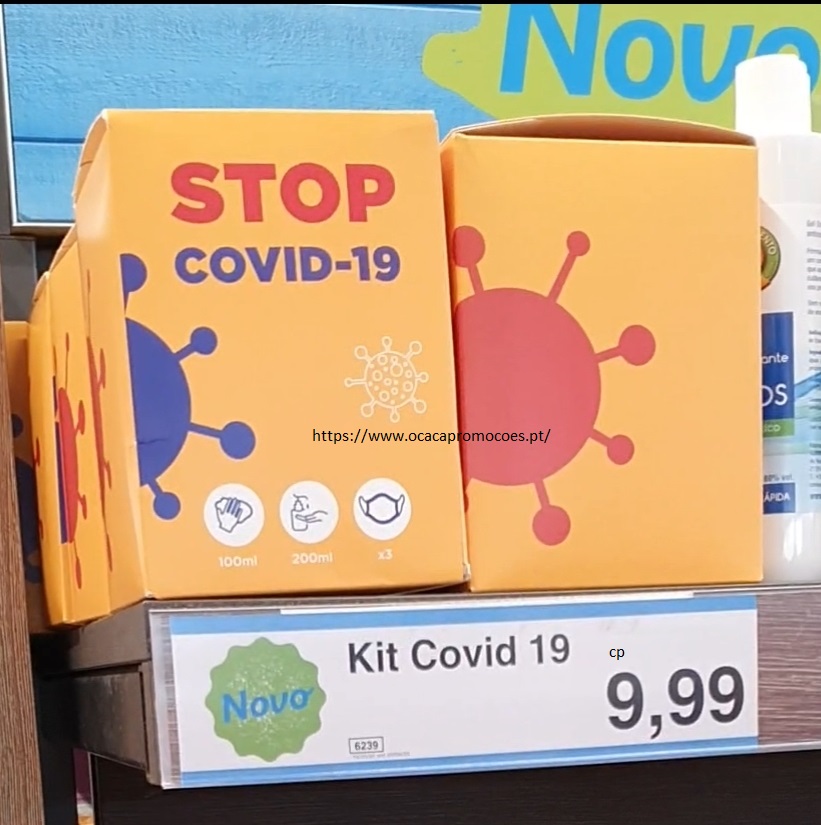 Novo
STOP
COVID-19
https://www.ocacapromocoes.pt/
100ml
200ml
x3
ÁPIDA
Kit Covid 19
cp
9,99
Novo
6239